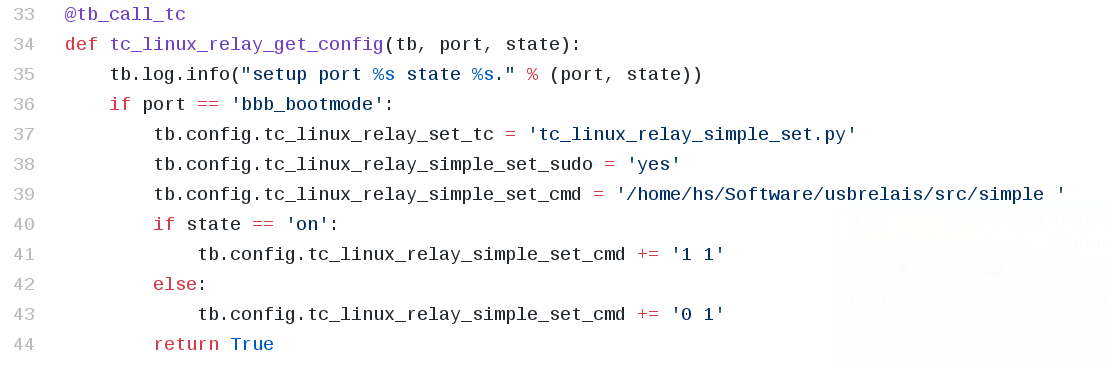 33 @tb_call_tc
34 def tc_linux_relay_get_config(tb, port, state):
35     tb.log.info("setup port %s state %s." % (port, state))
36     if port == 'bbb_bootmode':
37         tb.config.tc_linux_relay_set_tc = 'tc_linux_relay_simple_set.py'
38         tb.config.tc_linux_relay_simple_set_sudo = 'yes'
39         tb.config.tc_linux_relay_simple_set_cmd = '/home/hs/Software/usbrelais/src/simple '
40         if state == 'on':
41             tb.config.tc_linux_relay_simple_set_cmd += '1 1'
42         else:
43             tb.config.tc_linux_relay_simple_set_cmd += '0 1'
44         return True